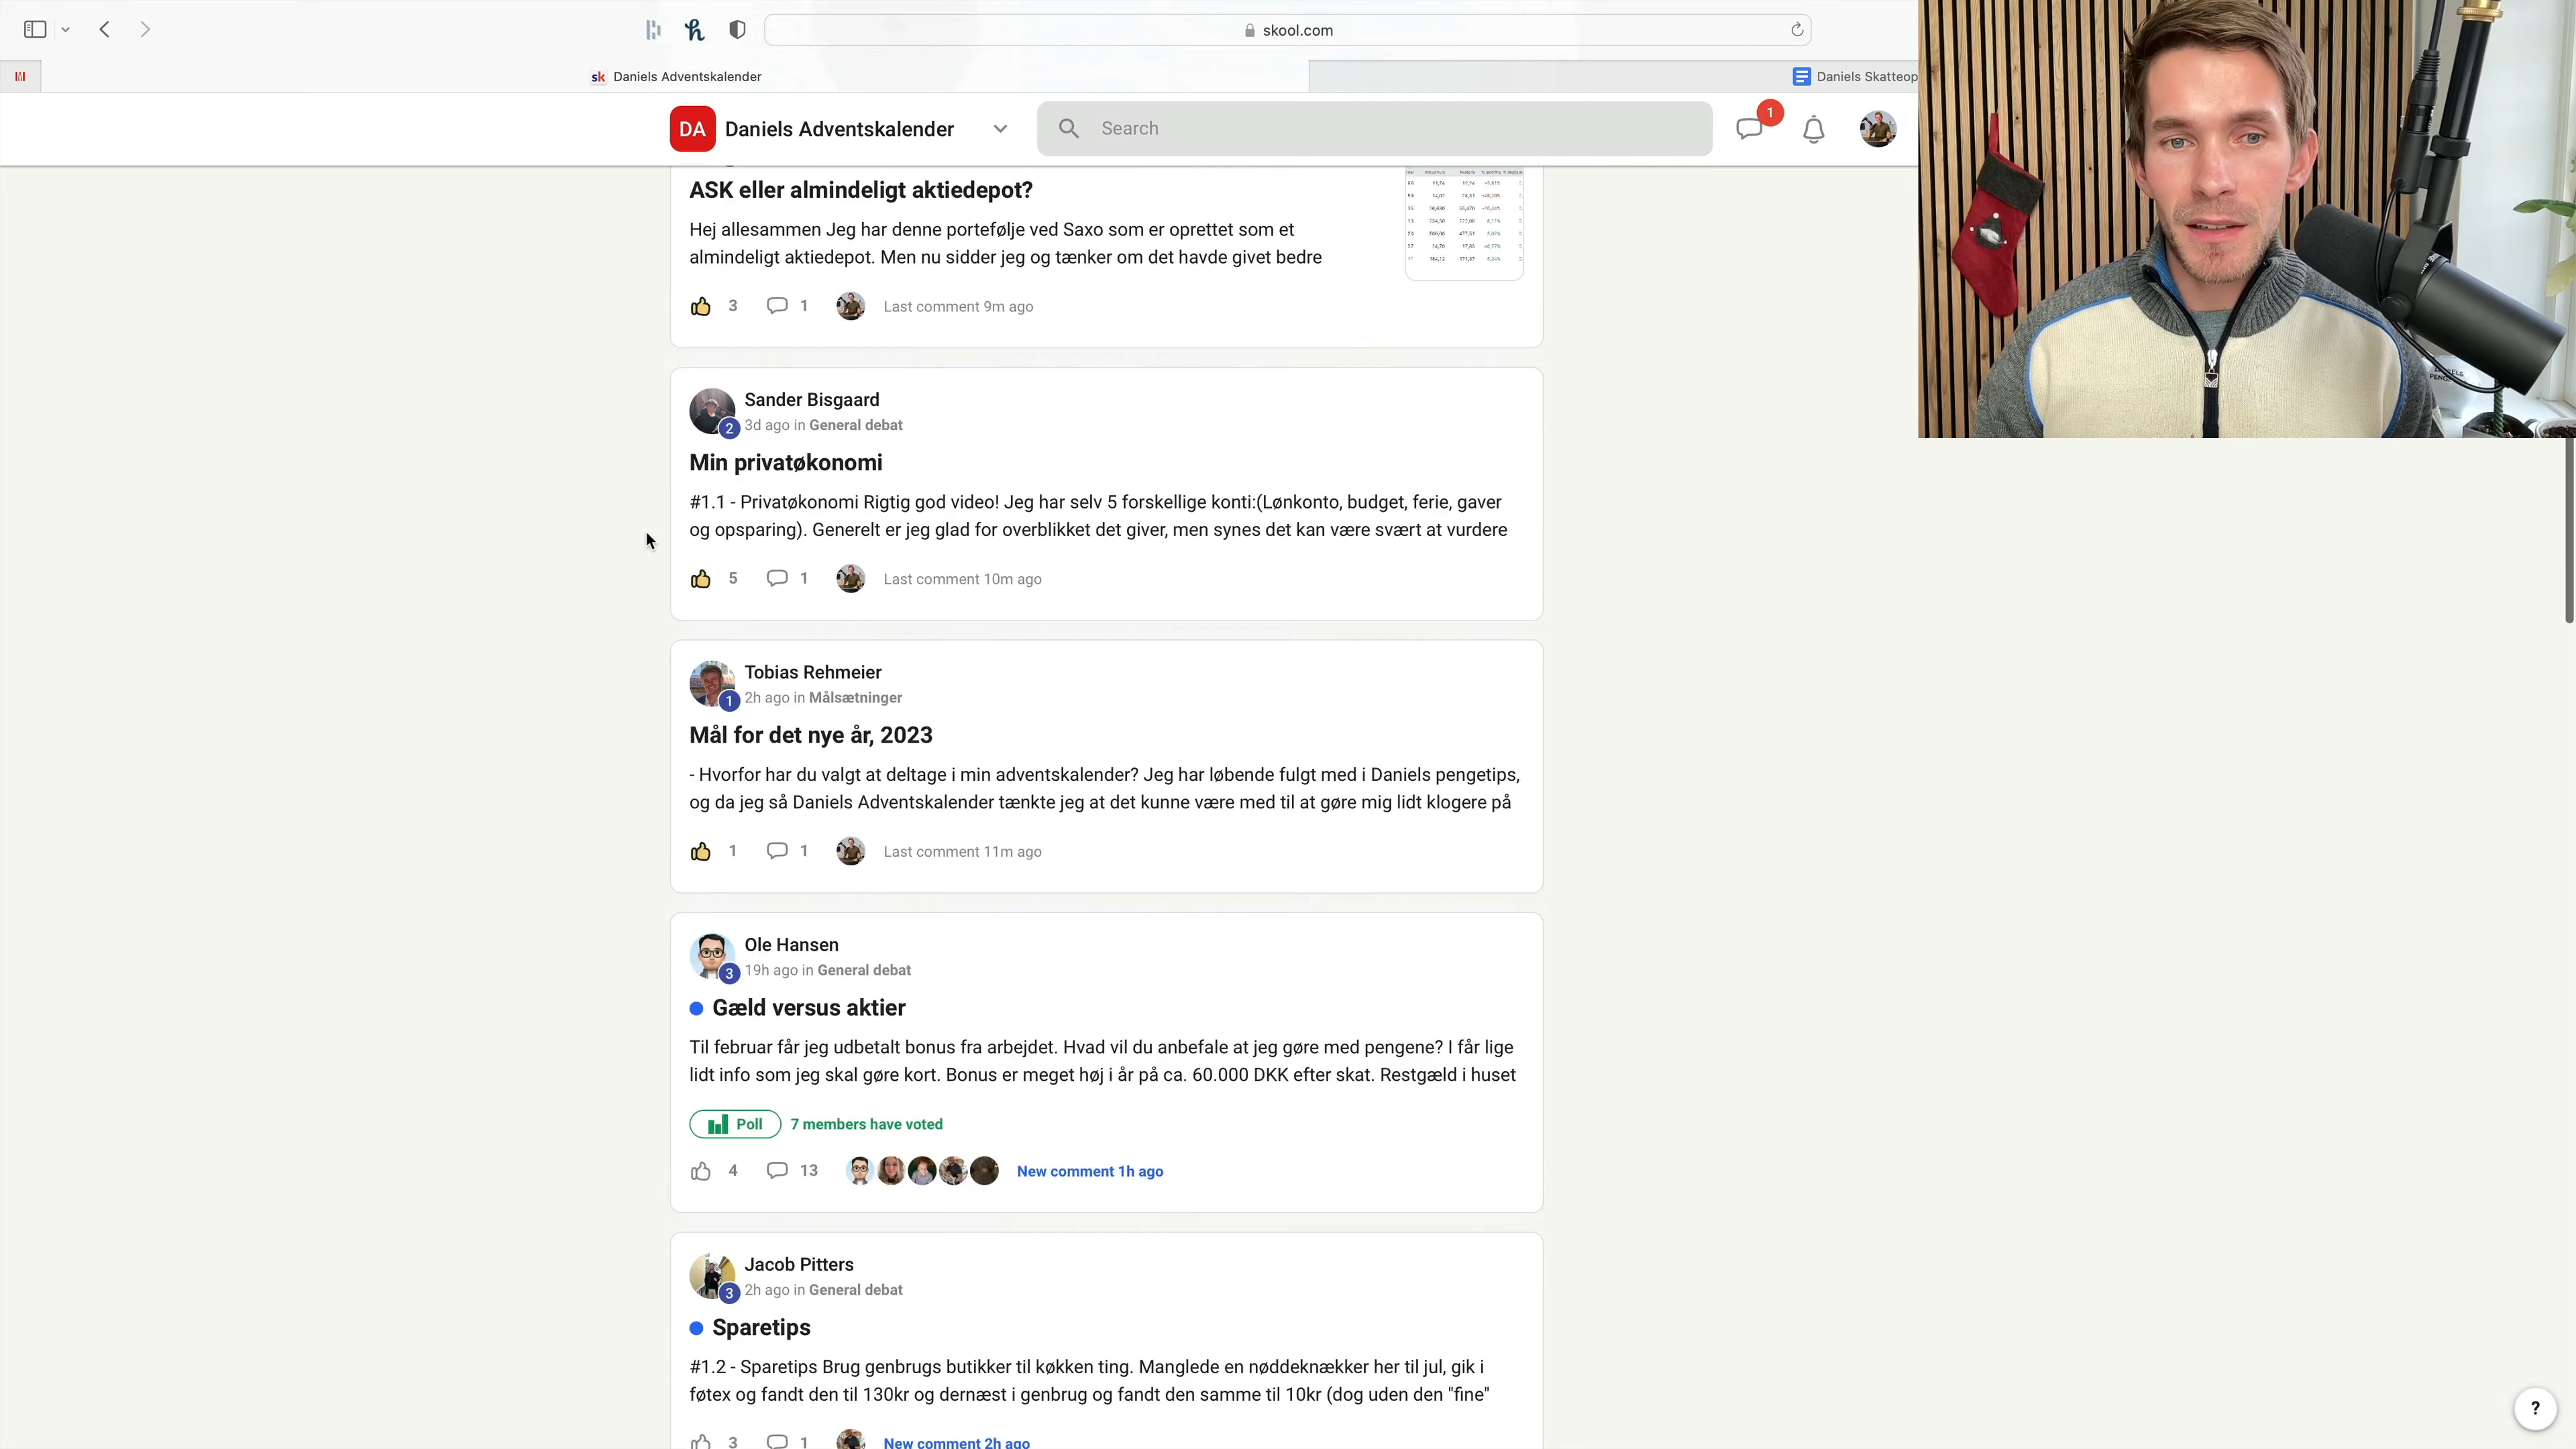 skool.com
sk Daniels Adventskalender
Daniels Skatteop
DA Daniels Adventskalender
Search
1
ASK eller almindeligt aktiedepot?
Hej allesammen Jeg har denne portefølje ved Saxo som er oprettet som et
almindeligt aktiedepot. Men nu sidder jeg og tænker om det havde givet bedre
3 1 Last comment 9m ago
Sander Bisgaard
2 3d ago in General debat
Min privatøkonomi
#1.1 - Privatøkonomi Rigtig god video! Jeg har selv 5 forskellige konti:(Lønkonto, budget, ferie, gaver
og opsparing). Generelt er jeg glad for overblikket det giver, men synes det kan være svært at vurdere
5 1 Last comment 10m ago
Tobias Rehmeier
1 2h ago in Målsætninger
Mål for det nye år, 2023
- Hvorfor har du valgt at deltage i min adventskalender? Jeg har løbende fulgt med i Daniels pengetips,
og da jeg så Daniels Adventskalender tænkte jeg at det kunne være med til at gøre mig lidt klogere på
1 1 Last comment 11m ago
Ole Hansen
3 19h ago in General debat
Gæld versus aktier
Til februar får jeg udbetalt bonus fra arbejdet. Hvad vil du anbefale at jeg gøre med pengene? I får lige
lidt info som jeg skal gøre kort. Bonus er meget høj i år på ca. 60.000 DKK efter skat. Restgæld i huset
Poll 7 members have voted
4 13 New comment 1h ago
Jacob Pitters
3 2h ago in General debat
Sparetips
#1.2 - Sparetips Brug genbrugs butikker til køkken ting. Manglede en nøddeknækker her til jul, gik i
føtex og fandt den til 130kr og dernæst i genbrug og fandt den samme til 10kr (dog uden den "fine"
3 1 New comment 2h ago
?